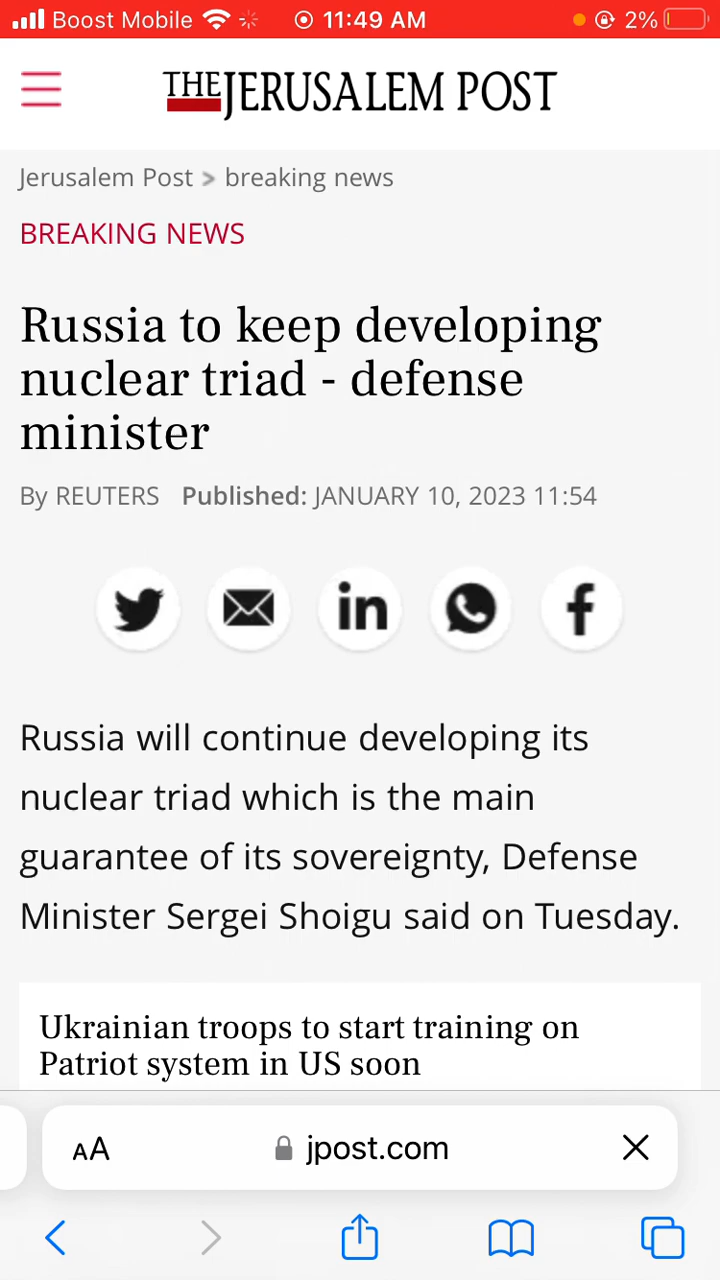 Boost Mobile 11:49 AM 2%
THE JERUSALEM POST
Jerusalem Post > breaking news
BREAKING NEWS
Russia to keep developing
nuclear triad - defense
minister
By REUTERS Published: JANUARY 10, 2023 11:54
in f
Russia will continue developing its
nuclear triad which is the main
guarantee of its sovereignty, Defense
Minister Sergei Shoigu said on Tuesday.
Ukrainian troops to start training on
Patriot system in US soon
AA jpost.com